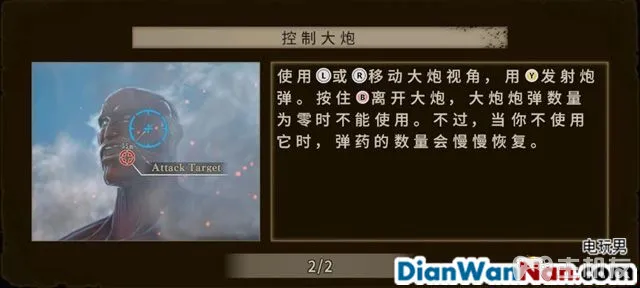 控制大炮
使用L或R移动大炮视角，用Y发射炮
弹。按住B离开大炮，大炮炮弹数量
为零时不能使用。不过，当你不使用
它时，弹药的数量会慢慢恢复。
Attack Target
2/2
电玩男
DianWanNan.com